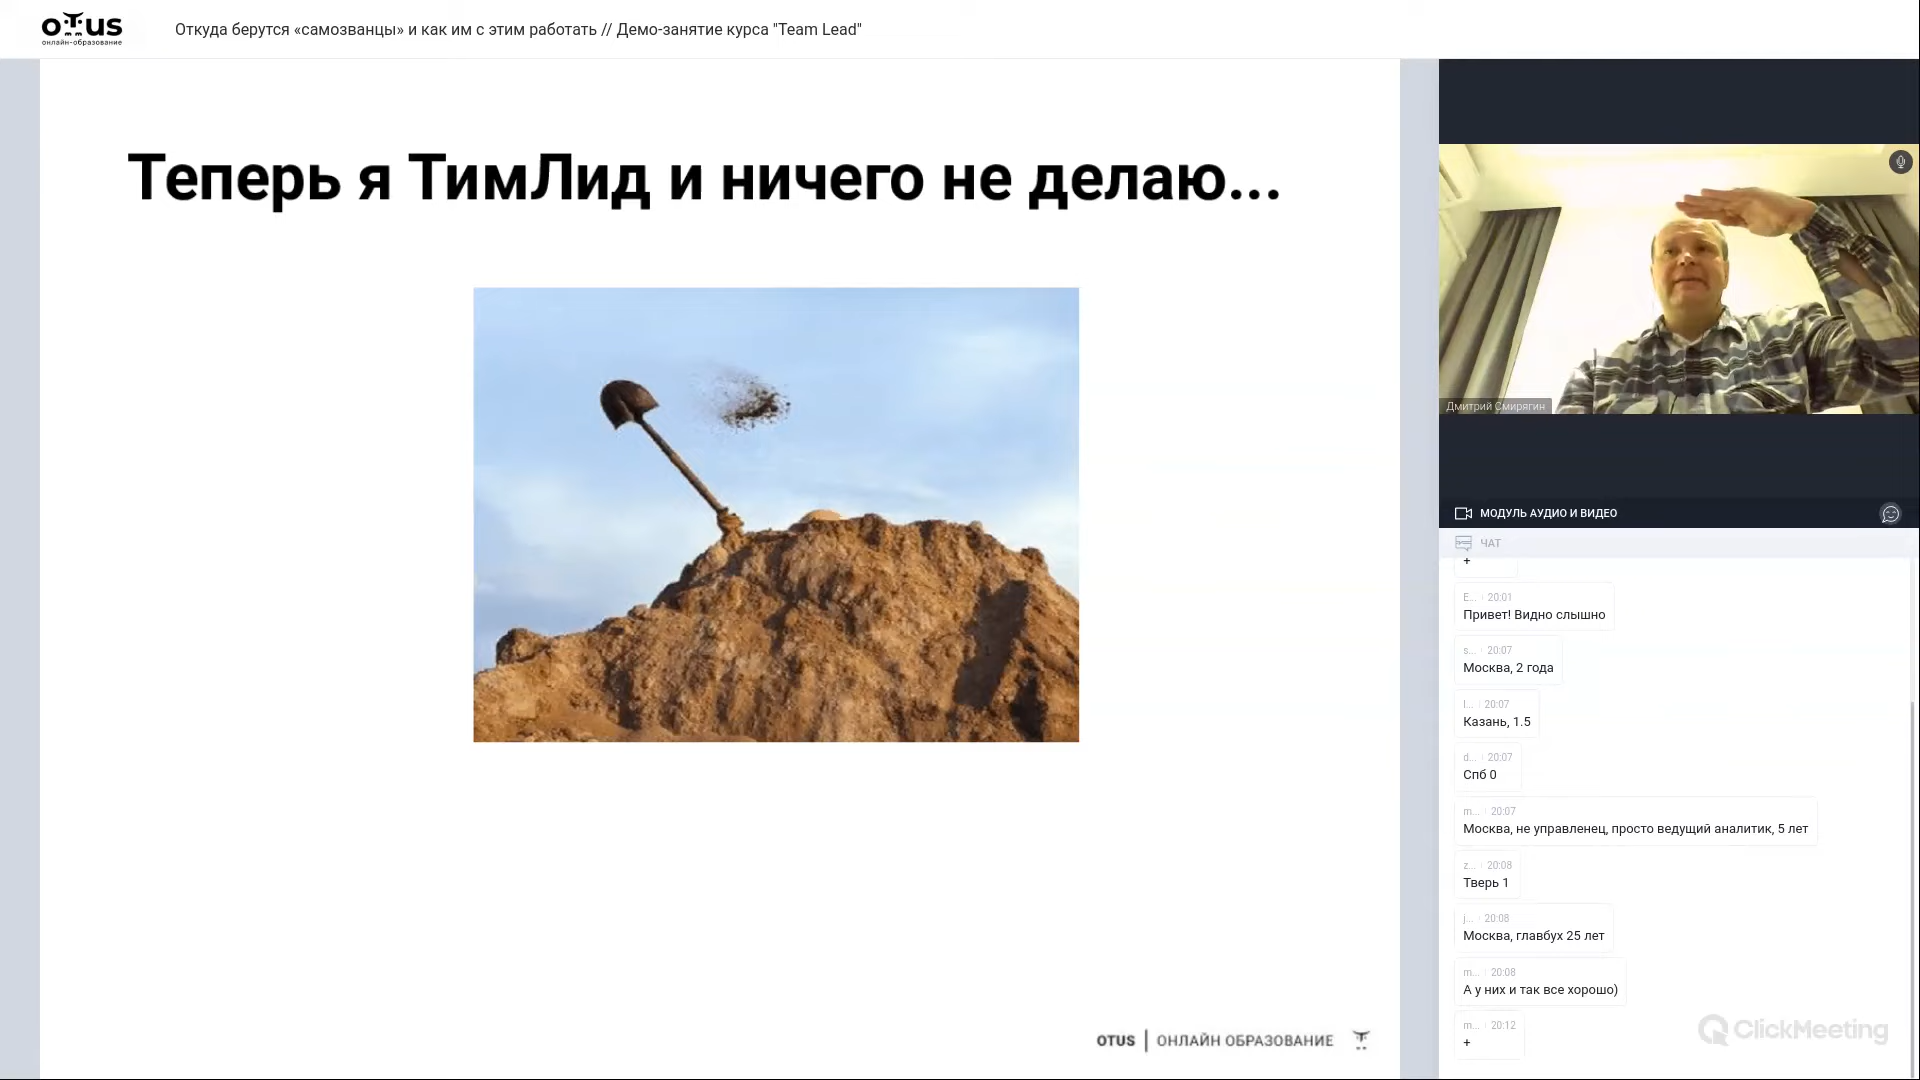 OTUS
онлайн-образование
Откуда берутся «самозванцы» и как им с этим работать // Демо-занятие курса "Team Lead"
Теперь я ТимЛид и ничего не делаю...
OTUS | ОНЛАЙН ОБРАЗОВАНИЕ
Дмитрий Смирягин
МОДУЛЬ АУДИО И ВИДЕО
ЧАТ
+
E... 20:01
Привет! Видно слышно
s... 20:07
Москва, 2 года
I... 20:07
Казань, 1.5
d... 20:07
Спб 0
m... 20:07
Москва, не управленец, просто ведущий аналитик, 5 лет
z... 20:08
Тверь 1
j... 20:08
Москва, главбух 25 лет
m... 20:08
А у них и так все хорошо)
m... 20:12
+
ClickMeeting